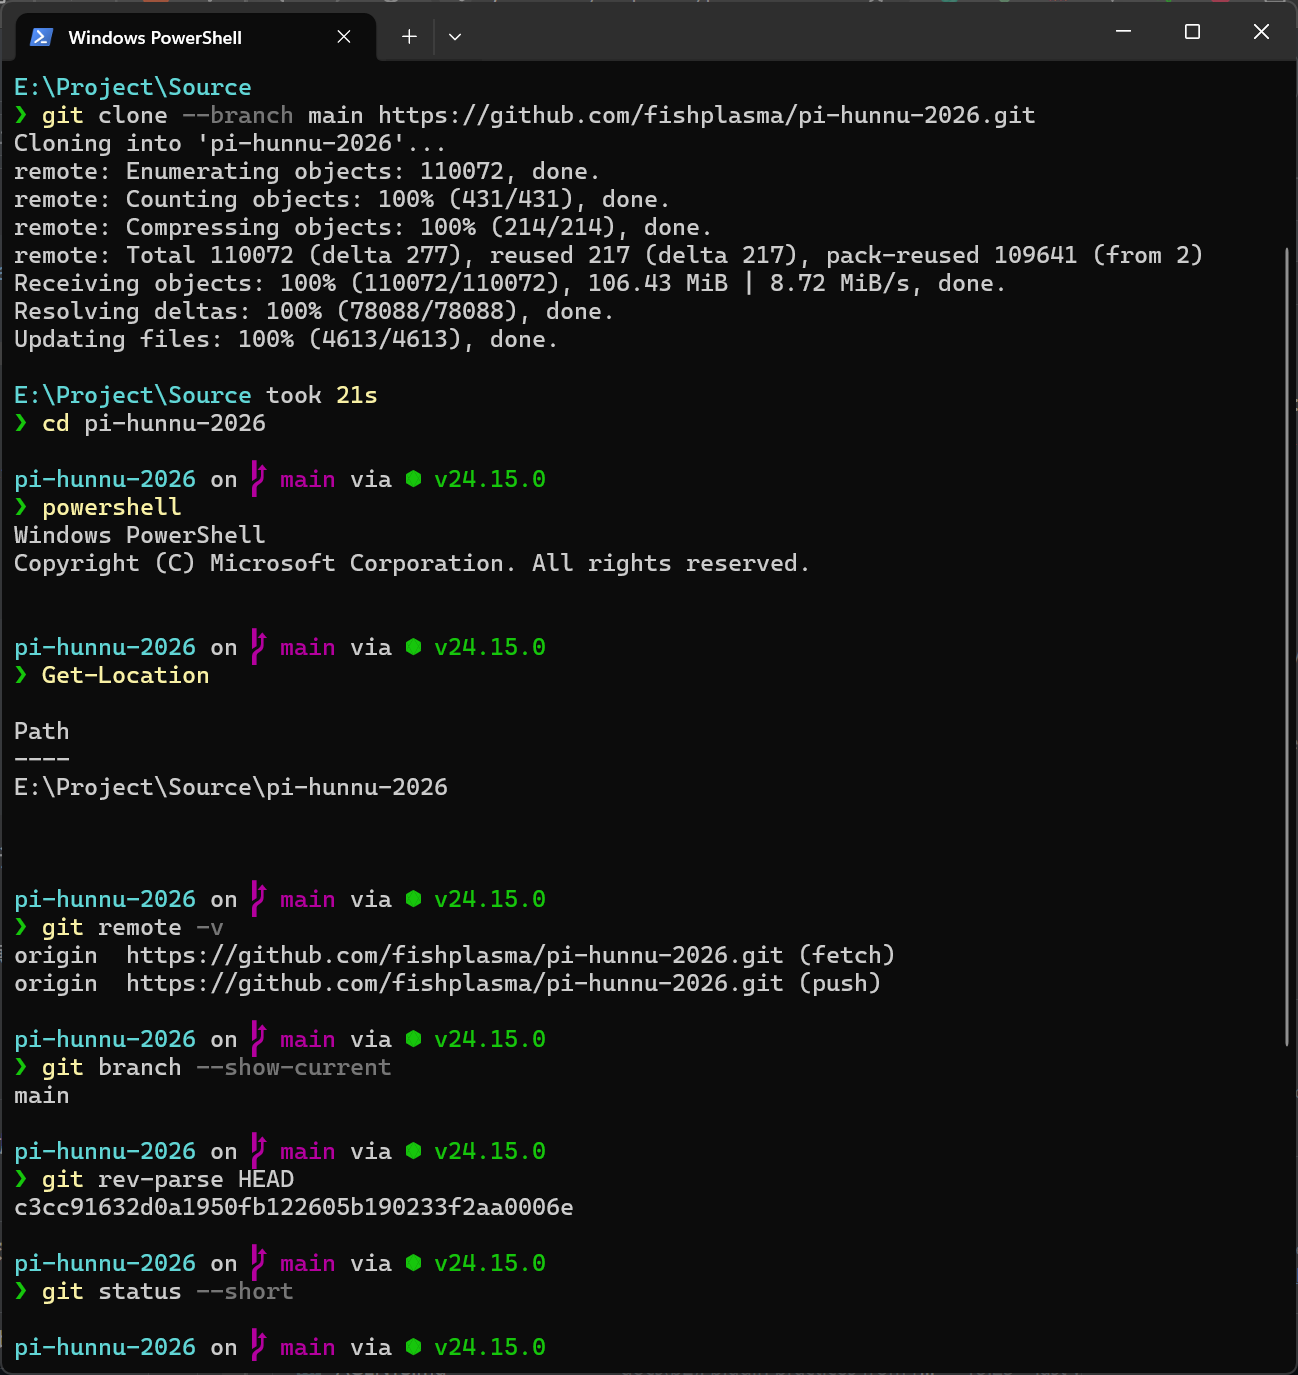 Windows PowerShell
E:\Project\Source
❯ git clone --branch main https://github.com/fishplasma/pi-hunnu-2026.git
Cloning into 'pi-hunnu-2026'...
remote: Enumerating objects: 110072, done.
remote: Counting objects: 100% (431/431), done.
remote: Compressing objects: 100% (214/214), done.
remote: Total 110072 (delta 277), reused 217 (delta 217), pack-reused 109641 (from 2)
Receiving objects: 100% (110072/110072), 106.43 MiB | 8.72 MiB/s, done.
Resolving deltas: 100% (78088/78088), done.
Updating files: 100% (4613/4613), done.
E:\Project\Source took 21s
❯ cd pi-hunnu-2026
pi-hunnu-2026 on main via ⬢ v24.15.0
❯ powershell
Windows PowerShell
Copyright (C) Microsoft Corporation. All rights reserved.
pi-hunnu-2026 on main via ⬢ v24.15.0
❯ Get-Location
Path
----
E:\Project\Source\pi-hunnu-2026
pi-hunnu-2026 on main via ⬢ v24.15.0
❯ git remote -v
origin  https://github.com/fishplasma/pi-hunnu-2026.git (fetch)
origin  https://github.com/fishplasma/pi-hunnu-2026.git (push)
pi-hunnu-2026 on main via ⬢ v24.15.0
❯ git branch --show-current
main
pi-hunnu-2026 on main via ⬢ v24.15.0
❯ git rev-parse HEAD
c3cc91632d0a1950fb122605b190233f2aa0006e
pi-hunnu-2026 on main via ⬢ v24.15.0
❯ git status --short
pi-hunnu-2026 on main via ⬢ v24.15.0